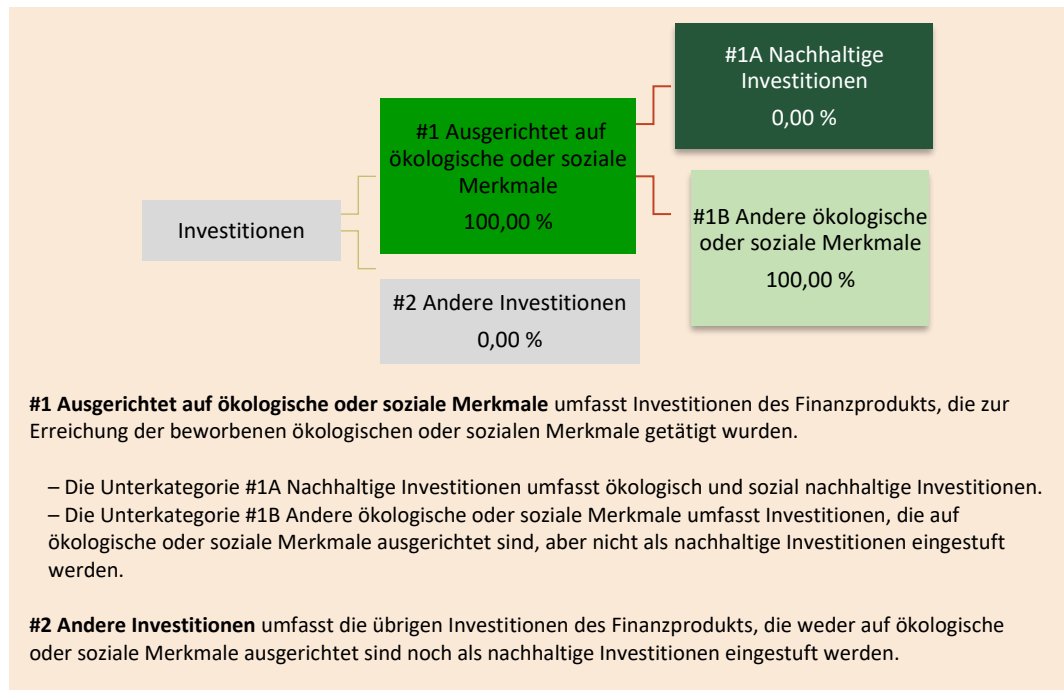 #1A Nachhaltige
Investitionen
0,00 %
#1 Ausgerichtet auf
ökologische oder soziale
Merkmale
100,00 %
#1B Andere ökologische
oder soziale Merkmale
100,00 %
Investitionen
#2 Andere Investitionen
0,00 %
#1 Ausgerichtet auf ökologische oder soziale Merkmale umfasst Investitionen des Finanzprodukts, die zur
Erreichung der beworbenen ökologischen oder sozialen Merkmale getätigt wurden.
– Die Unterkategorie #1A Nachhaltige Investitionen umfasst ökologisch und sozial nachhaltige Investitionen.
– Die Unterkategorie #1B Andere ökologische oder soziale Merkmale umfasst Investitionen, die auf
ökologische oder soziale Merkmale ausgerichtet sind, aber nicht als nachhaltige Investitionen eingestuft
werden.
#2 Andere Investitionen umfasst die übrigen Investitionen des Finanzprodukts, die weder auf ökologische
oder soziale Merkmale ausgerichtet sind noch als nachhaltige Investitionen eingestuft werden.